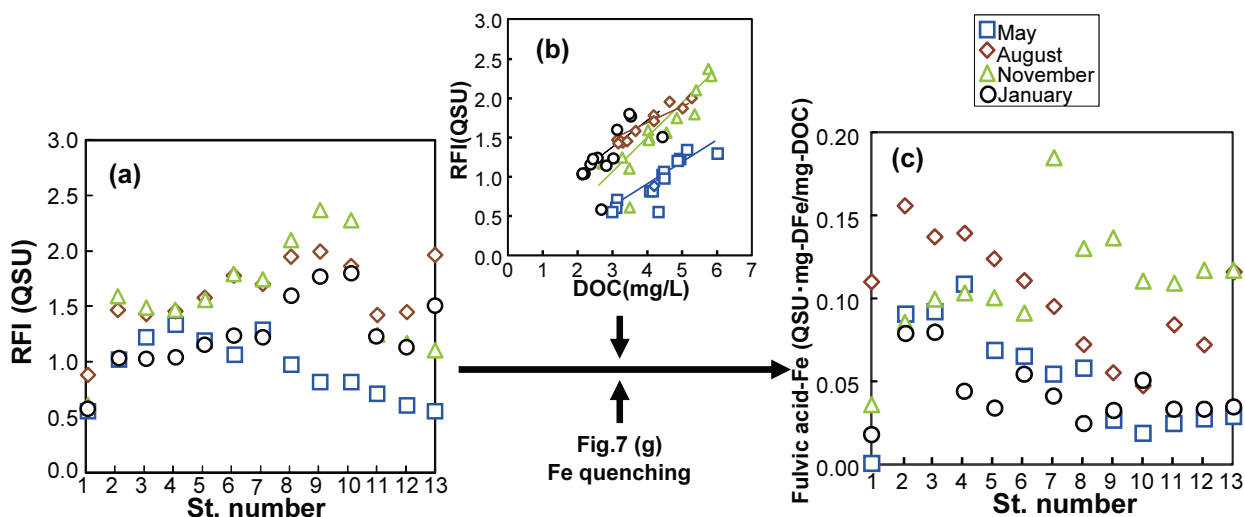 May
August
November
January
(a)
RFI (QSU)
3.0
2.5
2.0
1.5
1.0
0.5
0.0
1 2 3 4 5 6 7 8 9 10 11 12 13
St. number
(b)
RFI(QSU)
3.0
2.5
2.0
1.5
1.0
0.5
0.0
0 1 2 3 4 5 6 7
DOC(mg/L)
Fig.7 (g)
Fe quenching
(c)
Fulvic acid-Fe (QSU·mg-DFe/mg-DOC)
0.20
0.15
0.10
0.05
0.00
1 2 3 4 5 6 7 8 9 10 11 12 13
St. number